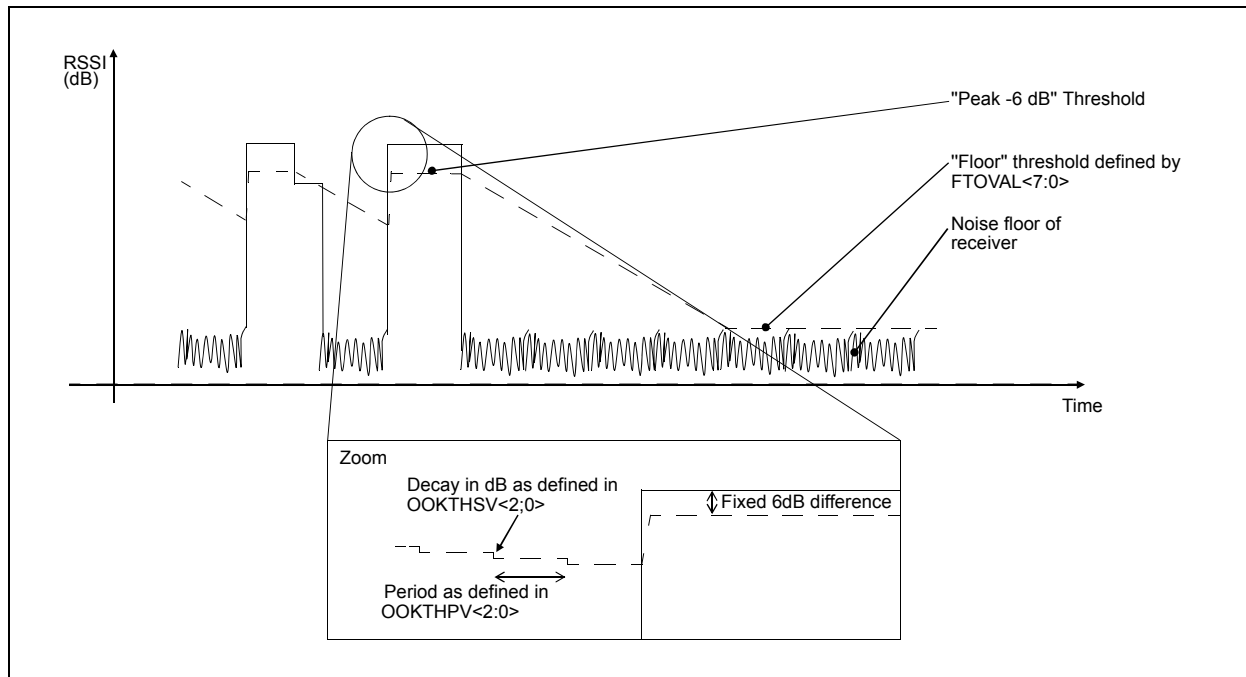 RSSI
(dB)
"Peak -6 dB" Threshold
"Floor" threshold defined by
FTOVAL<7:0>
Noise floor of
receiver
Time
Zoom
Decay in dB as defined in
OOKTHSV<2;0>
Fixed 6dB difference
Period as defined in
OOKTHPV<2:0>